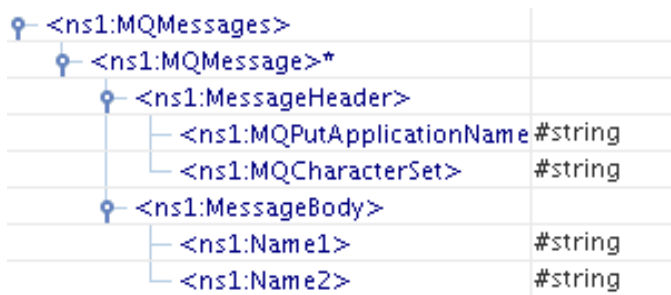 <ns1:MQMessages>
<ns1:MQMessage>*
<ns1:MessageHeader>
<ns1:MQPutApplicationName #string
<ns1:MQCharacterSet> #string
<ns1:MessageBody>
<ns1:Name1> #string
<ns1:Name2> #string